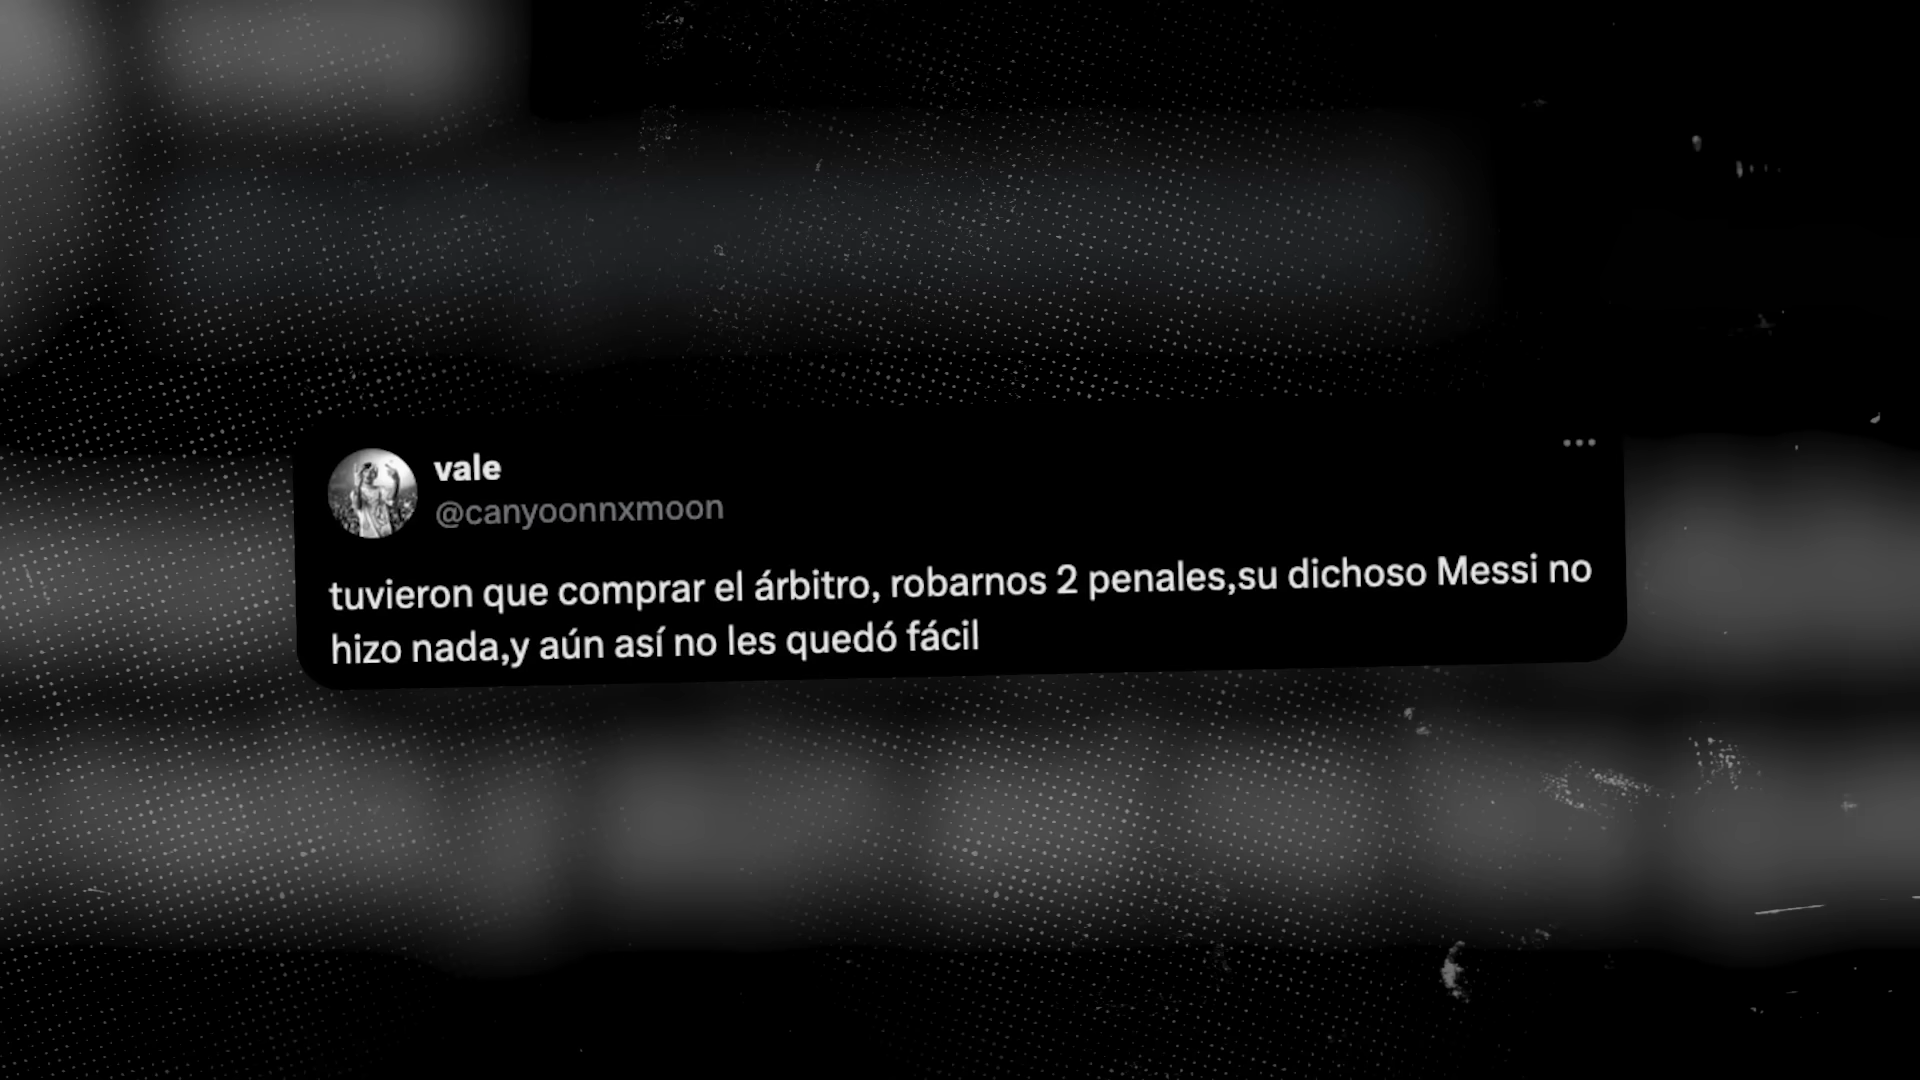 vale
@canyoonnxmoon
tuvieron que comprar el árbitro, robarnos 2 penales,su dichoso Messi no
hizo nada,y aún así no les quedó fácil